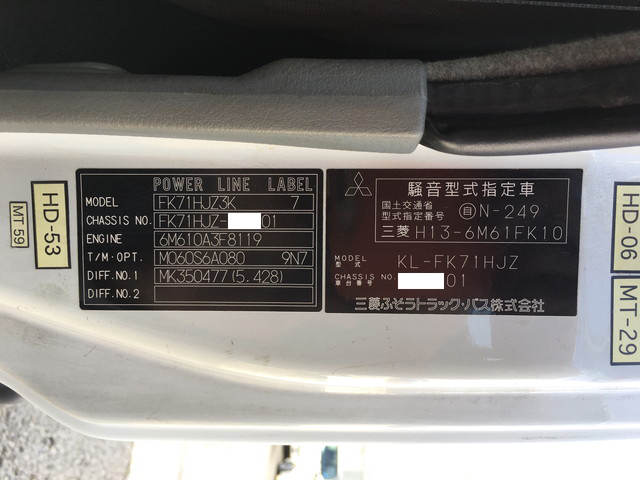 HD-53
MT 59
POWER LINE LABEL
MODEL FK71HJZ3K 7
CHASSIS NO. FK71HJZ- 01
ENGINE 6M610A3F8119
T/M・OPT. M060S6A080 9N7
DIFF.NO.1 MK350477(5.428)
DIFF.NO.2
騒音型式指定車
国土交通省
型式指定番号 自N-249
三菱 H13-6M61FK10
MODEL
型式 KL-FK71HJZ
CHASSIS NO.
車台番号 01
三菱ふそうトラック・バス株式会社
HD-06
MT-29